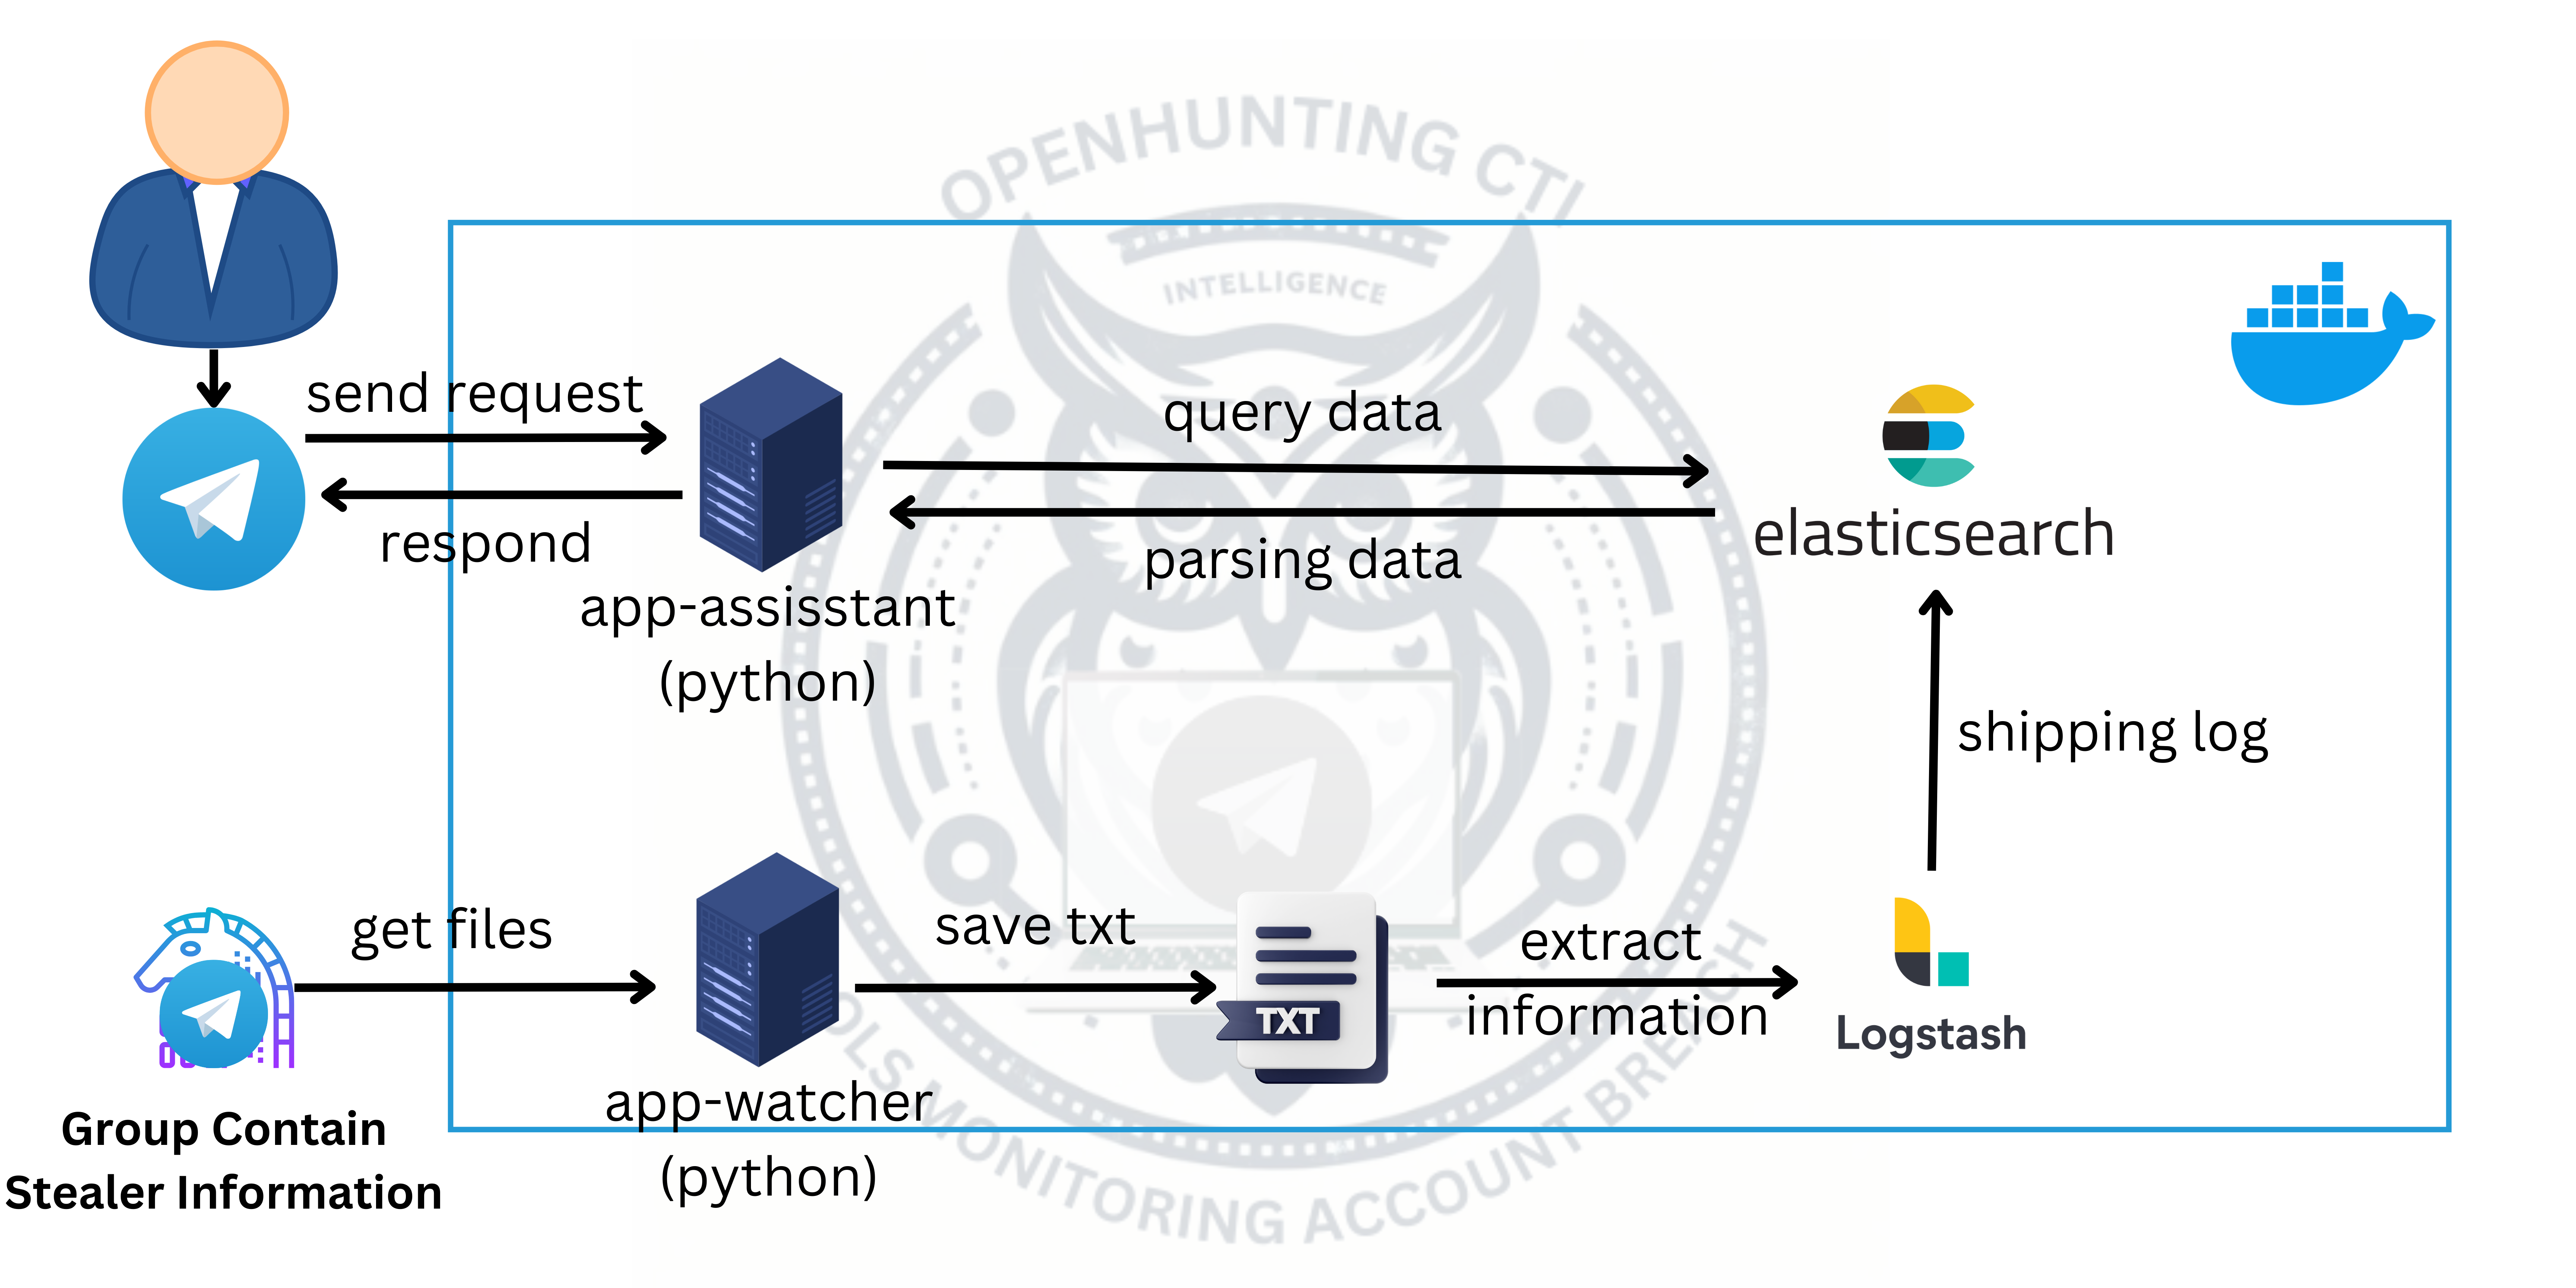 OPENHUNTING CTI
INTELLIGENCE
send request
respond
app-assisstant
(python)
query data
parsing data
elasticsearch
shipping log
get files
Group Contain
Stealer Information
app-watcher
(python)
save txt
TXT
extract
information
Logstash
OLS MONITORING ACCOUNT BREACH